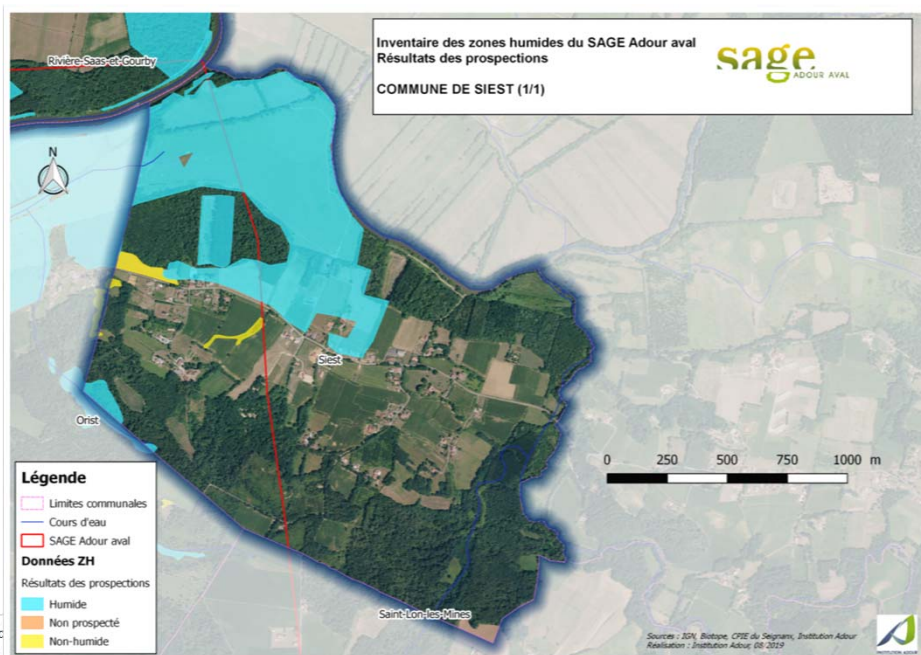 Inventaire des zones humides du SAGE Adour aval
Résultats des prospections
COMMUNE DE SIEST (1/1)
sage
ADOUR AVAL
Rivière-Saas-et-Gourby
N
Siest
Orist
Saint-Lon-les-Mines
0 250 500 750 1000 m
Légende
Limites communales
Cours d'eau
SAGE Adour aval
Données ZH
Résultats des prospections
Humide
Non prospecté
Non-humide
Sources : IGN, Biotope, CPIE du Seignanx, Institution Adour
Réalisation : Institution Adour, 08/2019
INSTITUTION ADOUR